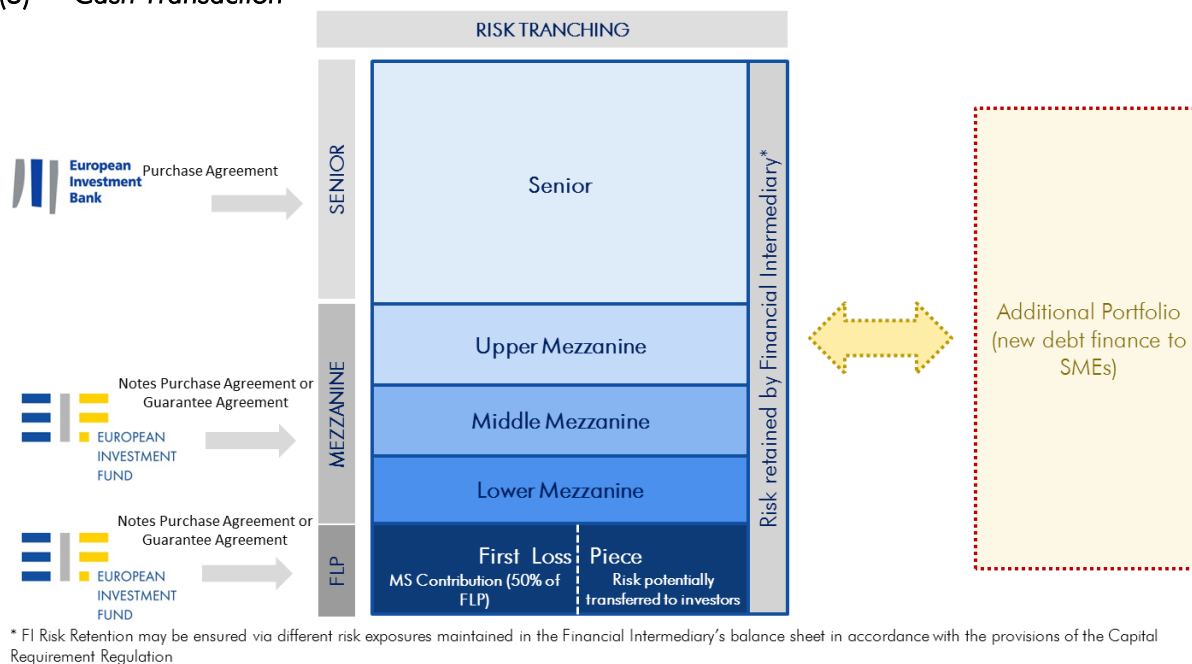 Cash Transaction
RISK TRANCHING
European
Investment
Bank
Purchase Agreement
SENIOR
Senior
Upper Mezzanine
Middle Mezzanine
Lower Mezzanine
MEZZANINE
Notes Purchase Agreement or
Guarantee Agreement
EUROPEAN
INVESTMENT
FUND
Notes Purchase Agreement or
Guarantee Agreement
EUROPEAN
INVESTMENT
FUND
FLP
First Loss Piece
MS Contribution (50% of
FLP)
Risk potentially
transferred to investors
Risk retained by Financial Intermediary*
Additional Portfolio
(new debt finance to
SMEs)
* FI Risk Retention may be ensured via different risk exposures maintained in the Financial Intermediary's balance sheet in accordance with the provisions of the Capital
Requirement Regulation